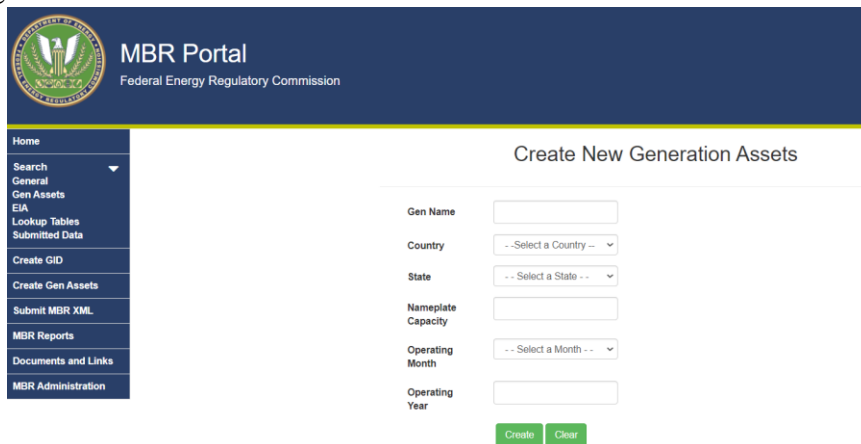 MBR Portal
Federal Energy Regulatory Commission
Home
Search
General
Gen Assets
EIA
Lookup Tables
Submitted Data
Create GID
Create Gen Assets
Submit MBR XML
MBR Reports
Documents and Links
MBR Administration
Create New Generation Assets
Gen Name
Country
- -Select a Country --
State
- - Select a State - -
Nameplate
Capacity
Operating
Month
- - Select a Month - -
Operating
Year
Create
Clear